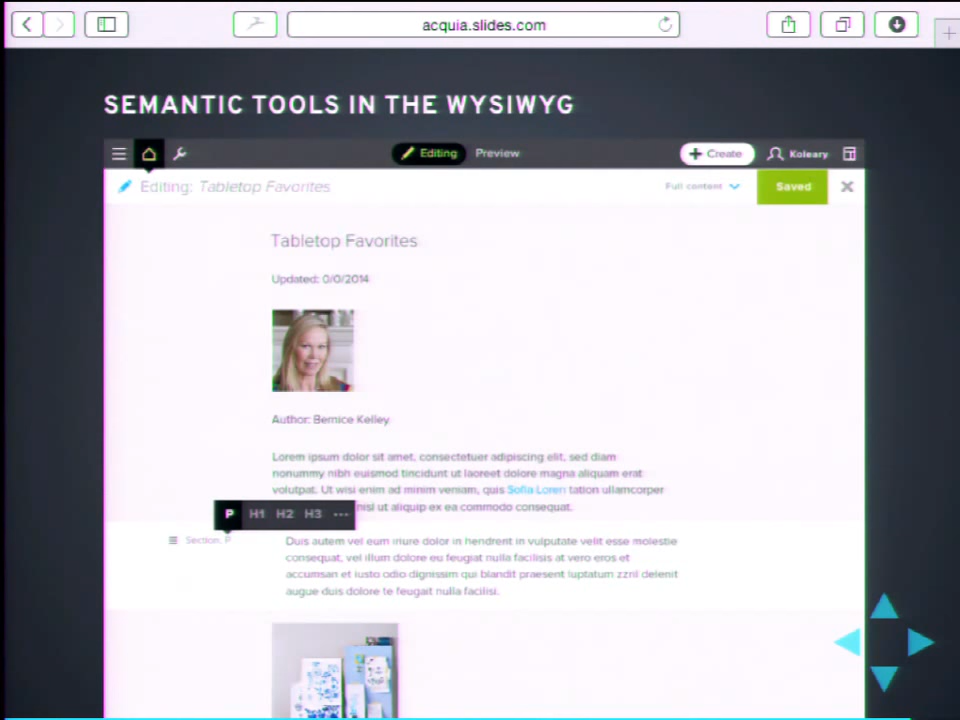 acquia.slides.com
SEMANTIC TOOLS IN THE WYSIWYG
Editing Preview Create Koleary
Editing: Tabletop Favorites Full content Saved
Tabletop Favorites
Updated: 0/0/2014
Author: Bernice Kelley
Lorem ipsum dolor sit amet, consectetuer adipiscing elit, sed diam
nonummy nibh euismod tincidunt ut laoreet dolore magna aliquam erat
volutpat. Ut wisi enim ad minim veniam, quis Sofia Loren tation ullamcorper
nisl ut aliquip ex ea commodo consequat.
P H1 H2 H3 ...
Section: P
Duis autem vel eum iriure dolor in hendrerit in vulputate velit esse molestie
consequat, vel illum dolore eu feugiat nulla facilisis at vero eros et
accumsan et iusto odio dignissim qui blandit praesent luptatum zzril delenit
augue duis dolore te feugait nulla facilisi.